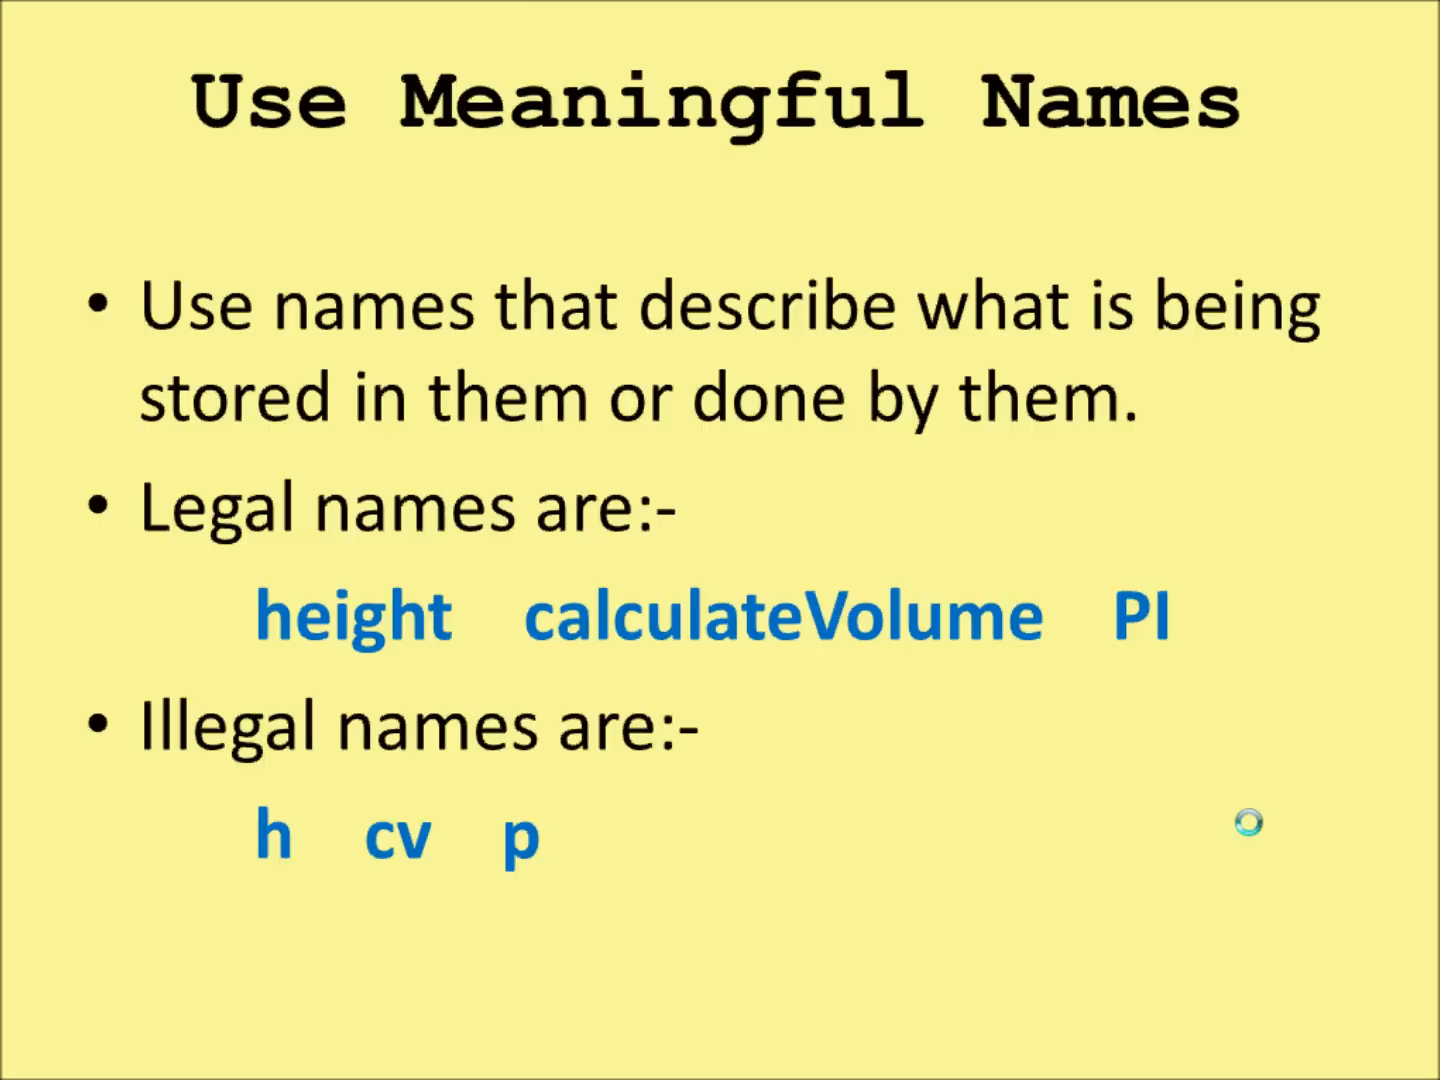 Use Meaningful Names
• Use names that describe what is being
stored in them or done by them.
• Legal names are:-
height calculateVolume PI
• Illegal names are:-
h cv p